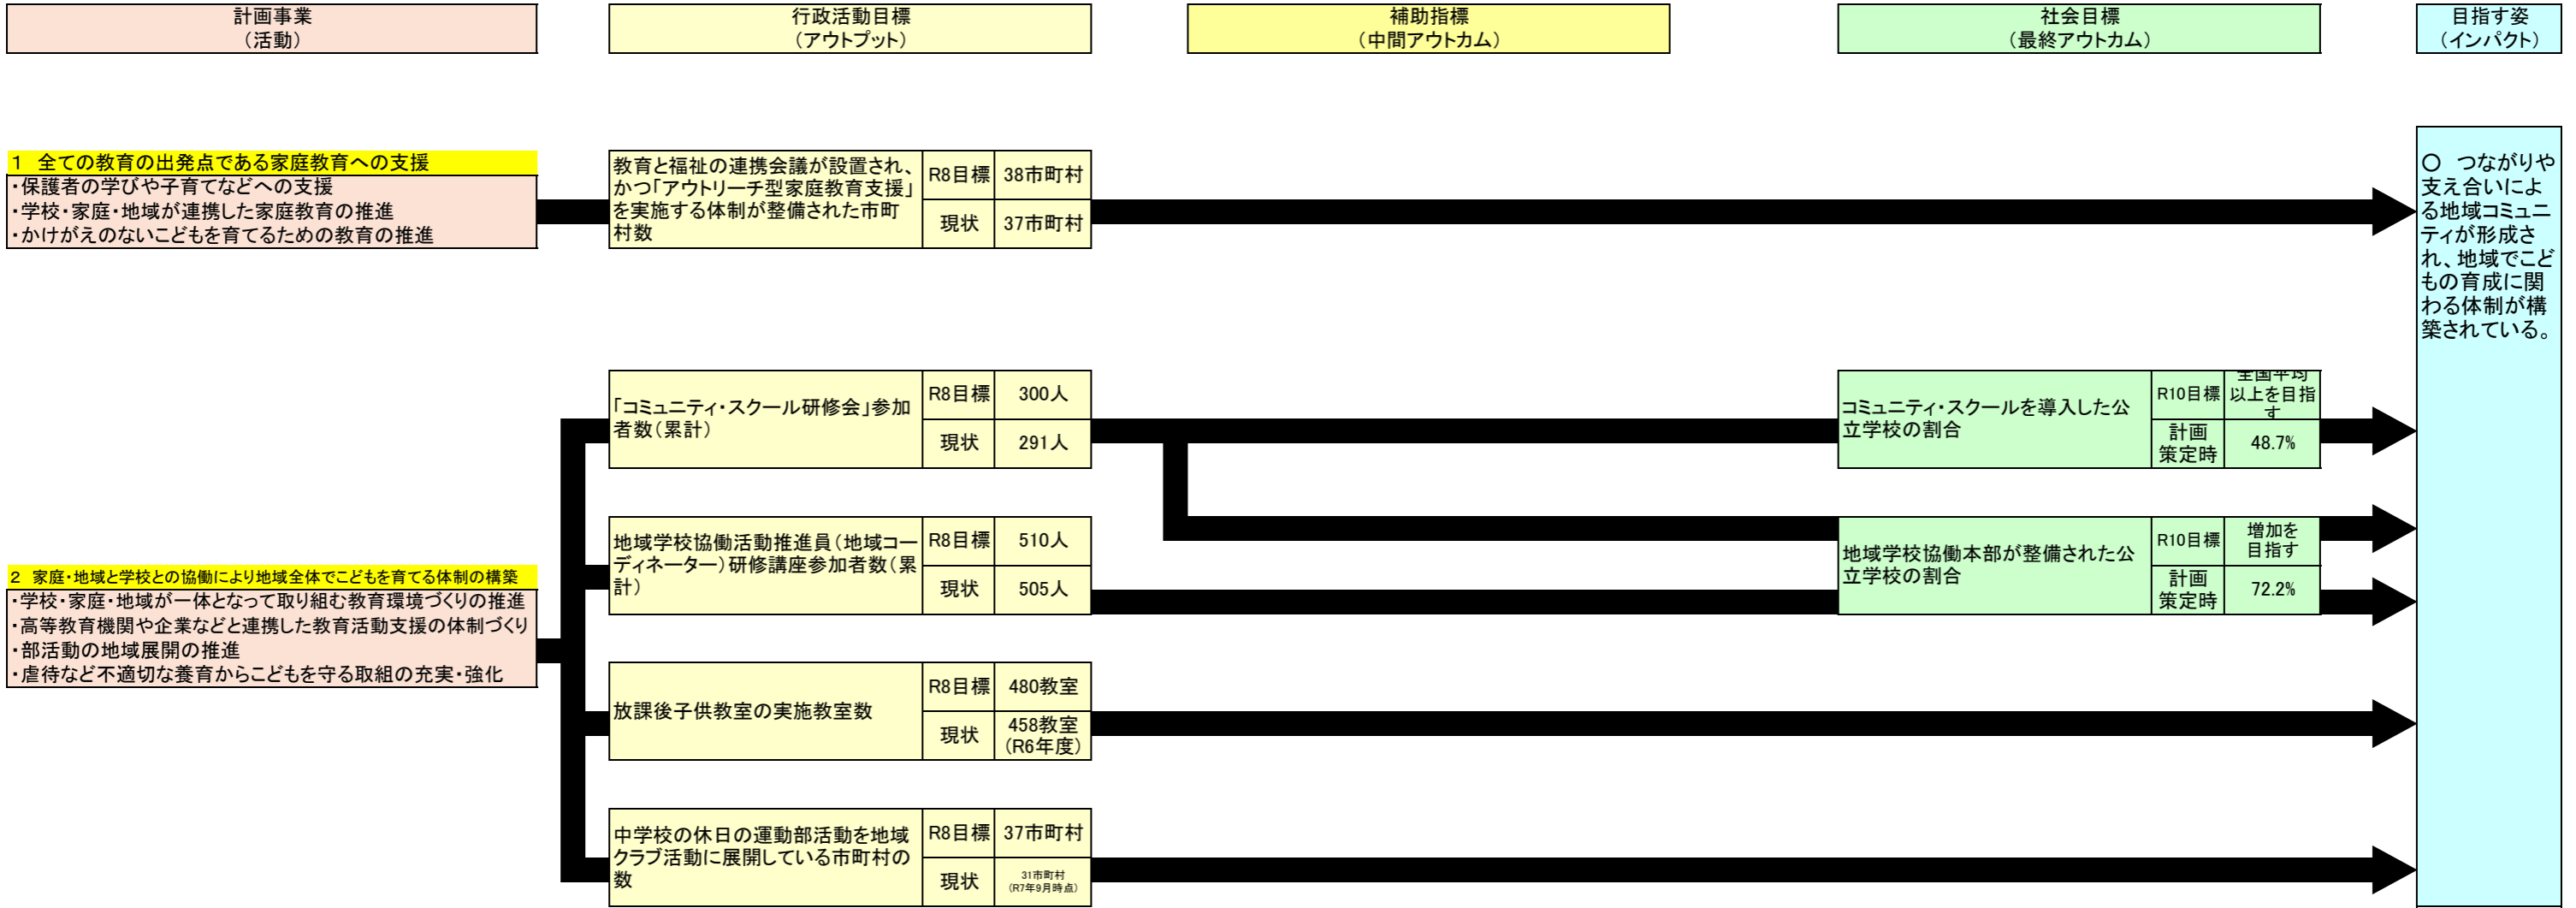 計画事業
(活動)
行政活動目標
(アウトプット)
補助指標
(中間アウトカム)
社会目標
(最終アウトカム)
目指す姿
(インパクト)
1　全ての教育の出発点である家庭教育への支援
・保護者の学びや子育てなどへの支援
・学校・家庭・地域が連携した家庭教育の推進
・かけがえのないこどもを育てるための教育の推進
教育と福祉の連携会議が設置され、
かつ「アウトリーチ型家庭教育支援」
を実施する体制が整備された市町
村数
R8目標
38市町村
現状
37市町村
○　つながりや
支え合いによ
る地域コミュニ
ティが形成さ
れ、地域でこど
もの育成に関
わる体制が構
築されている。
「コミュニティ・スクール研修会」参加
者数(累計)
R8目標
300人
現状
291人
コミュニティ・スクールを導入した公
立学校の割合
R10目標
全国平均
以上を目指
す
計画
策定時
48.7%
2　家庭・地域と学校との協働により地域全体でこどもを育てる体制の構築
・学校・家庭・地域が一体となって取り組む教育環境づくりの推進
・高等教育機関や企業などと連携した教育活動支援の体制づくり
・部活動の地域展開の推進
・虐待など不適切な養育からこどもを守る取組の充実・強化
地域学校協働活動推進員(地域コー
ディネーター)研修講座参加者数(累
計)
R8目標
510人
現状
505人
地域学校協働本部が整備された公
立学校の割合
R10目標
増加を
目指す
計画
策定時
72.2%
放課後子供教室の実施教室数
R8目標
480教室
現状
458教室
(R6年度)
中学校の休日の運動部活動を地域
クラブ活動に展開している市町村の
数
R8目標
37市町村
現状
31市町村
(R7年9月時点)